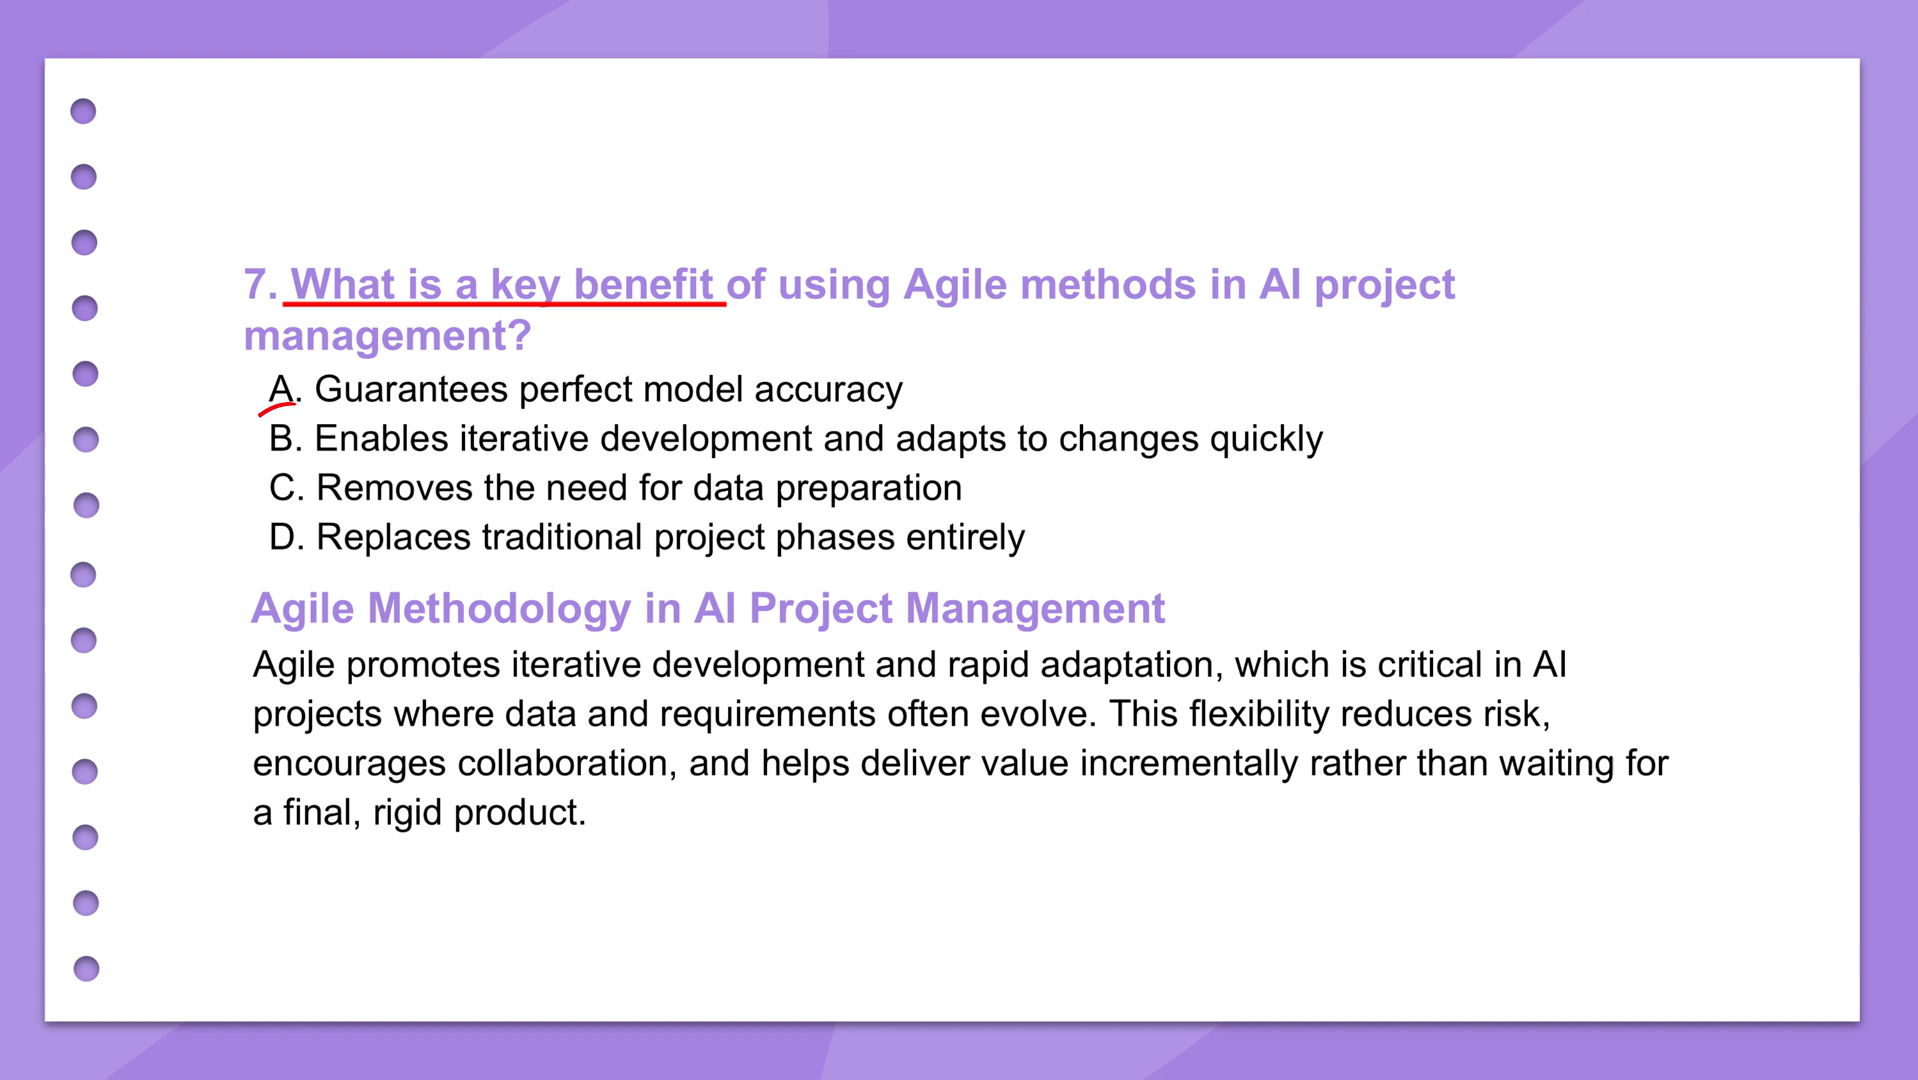 7. What is a key benefit of using Agile methods in AI project
management?
A. Guarantees perfect model accuracy
B. Enables iterative development and adapts to changes quickly
C. Removes the need for data preparation
D. Replaces traditional project phases entirely
Agile Methodology in AI Project Management
Agile promotes iterative development and rapid adaptation, which is critical in AI
projects where data and requirements often evolve. This flexibility reduces risk,
encourages collaboration, and helps deliver value incrementally rather than waiting for
a final, rigid product.